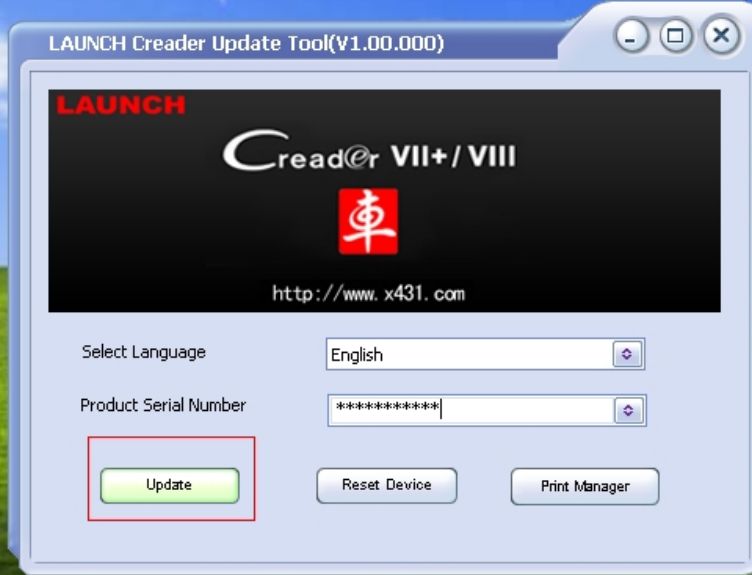 LAUNCH Creader Update Tool(V1.00.000)
LAUNCH
Creader VII+/VIII
車
http://www.x431.com
Select Language
English
Product Serial Number
***********
Update
Reset Device
Print Manager